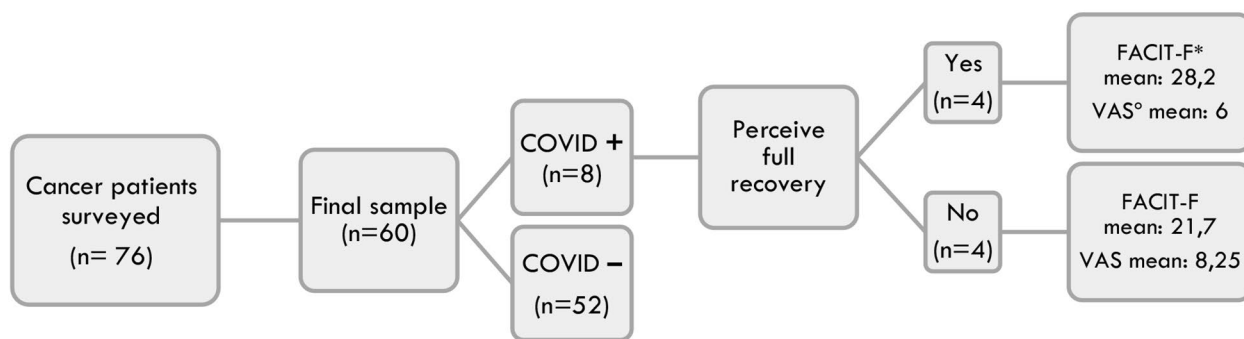 Cancer patients
surveyed
(n= 76)
Final sample
(n=60)
COVID +
(n=8)
COVID –
(n=52)
Perceive
full
recovery
Yes
(n=4)
No
(n=4)
FACIT-F*
mean: 28,2
VAS° mean: 6
FACIT-F
mean: 21,7
VAS mean: 8,25